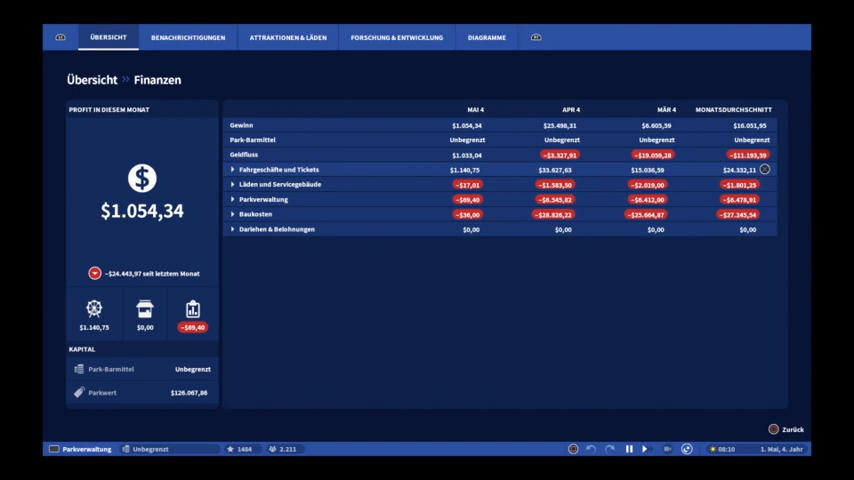 ÜBERSICHT BENACHRICHTIGUNGEN ATTRAKTIONEN & LÄDEN FORSCHUNG & ENTWICKLUNG DIAGRAMME
Übersicht » Finanzen
PROFIT IN DIESEM MONAT
$1.054,34
-$24.443,97 seit letztem Monat
$1.140,75 $0,00 -$69,40
KAPITAL
Park-Barmittel Unbegrenzt
Parkwert $126.067,86
MAI 4 APR 4 MÄR 4 MONATSDURCHSCHNITT
Gewinn $1.054,34 $25.498,31 $6.605,59 $16.051,95
Park-Barmittel Unbegrenzt Unbegrenzt Unbegrenzt Unbegrenzt
Geldfluss $1.033,04 -$3.327,91 -$19.059,28 -$11.193,59
Fahrgeschäfte und Tickets $1.140,75 $33.627,63 $15.036,59 $24.332,11
Läden und Servicegebäude -$17,01 -$1.583,50 -$2.019,00 -$1.801,25
Parkverwaltung -$69,40 -$6.545,82 -$6.412,00 -$6.478,91
Baukosten -$36,00 -$28.826,22 -$25.664,87 -$27.245,54
Darlehen & Belohnungen $0,00 $0,00 $0,00 $0,00
Zurück
Parkverwaltung Unbegrenzt 1484 2.211 08:10 1. Mai, 4. Jahr